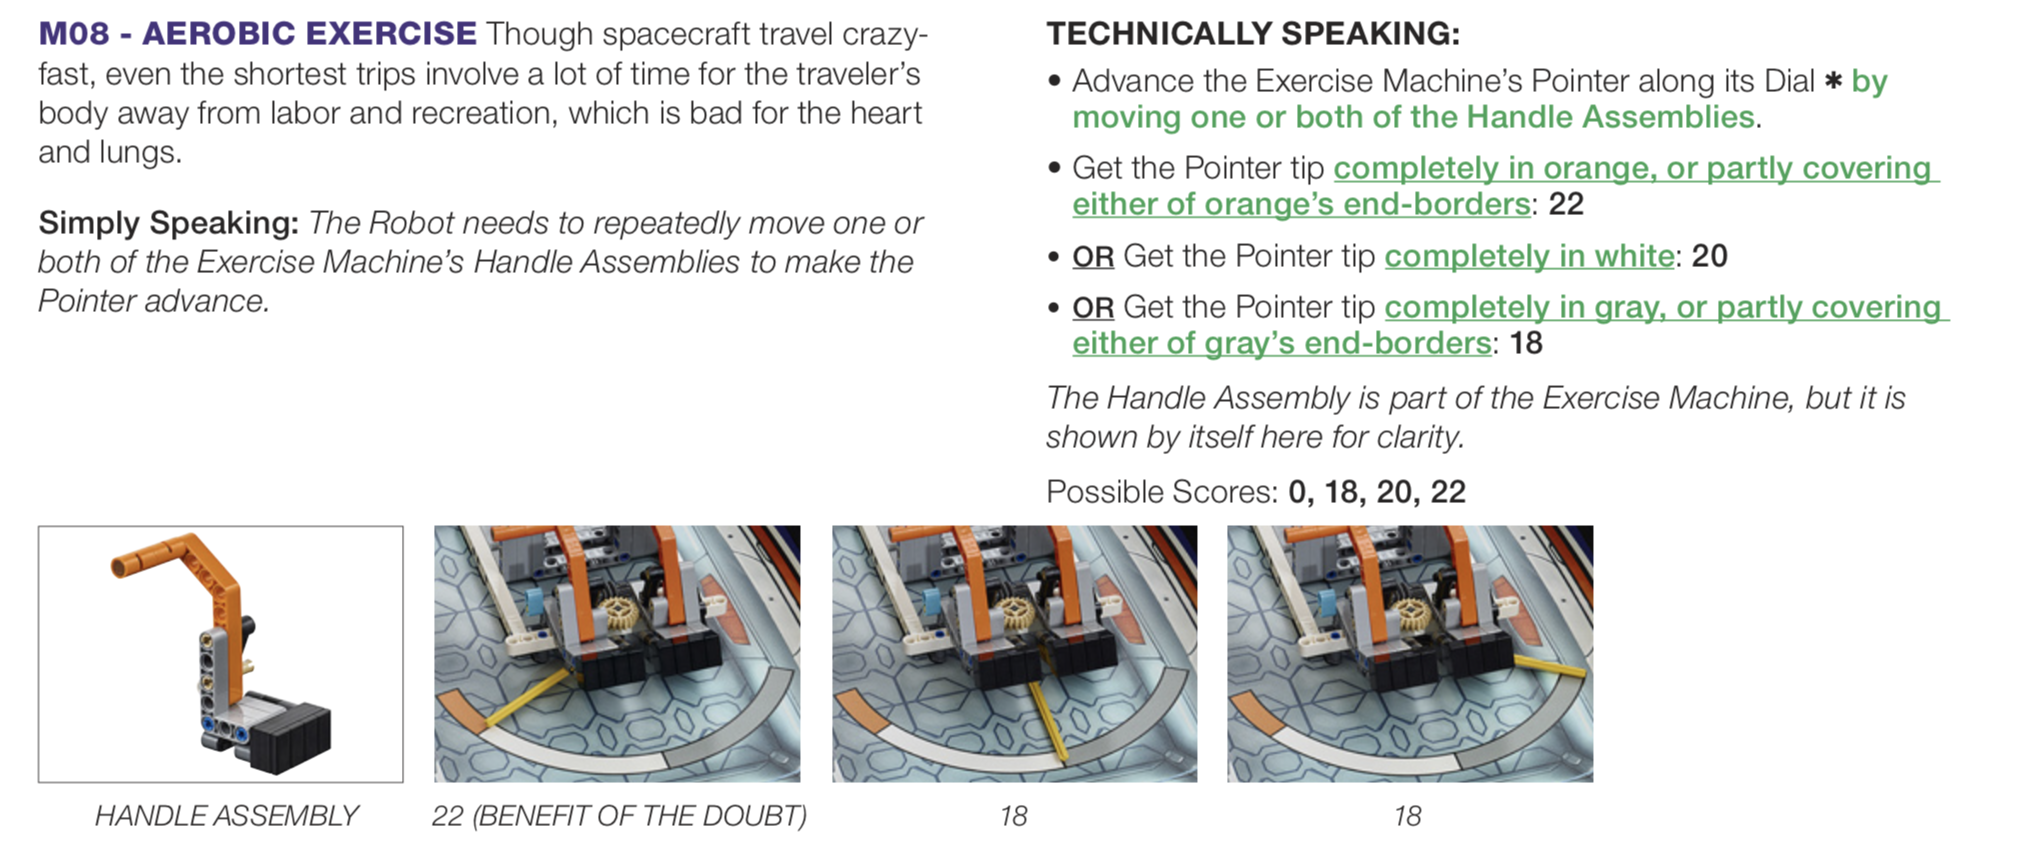 M08 - AEROBIC EXERCISE Though spacecraft travel crazy-
fast, even the shortest trips involve a lot of time for the traveler's
body away from labor and recreation, which is bad for the heart
and lungs.
Simply Speaking: The Robot needs to repeatedly move one or
both of the Exercise Machine's Handle Assemblies to make the
Pointer advance.
TECHNICALLY SPEAKING:
• Advance the Exercise Machine's Pointer along its Dial * by
moving one or both of the Handle Assemblies.
• Get the Pointer tip completely in orange, or partly covering
either of orange's end-borders: 22
• OR Get the Pointer tip completely in white: 20
• OR Get the Pointer tip completely in gray, or partly covering
either of gray's end-borders: 18
The Handle Assembly is part of the Exercise Machine, but it is
shown by itself here for clarity.
Possible Scores: 0, 18, 20, 22
HANDLE ASSEMBLY
22 (BENEFIT OF THE DOUBT)
18
18